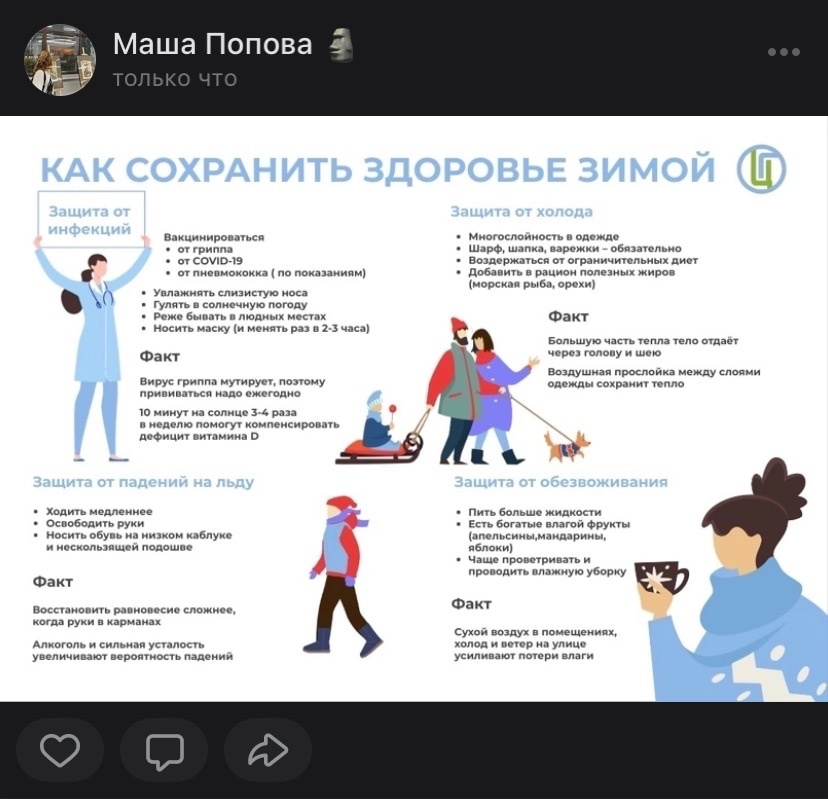 Маша Попова
только что
КАК СОХРАНИТЬ ЗДОРОВЬЕ ЗИМОЙ
Защита от
инфекций
Вакцинироваться
• от гриппа
• от COVID-19
• от пневмококка ( по показаниям)
• Увлажнять слизистую носа
• Гулять в солнечную погоду
• Реже бывать в людных местах
• Носить маску (и менять раз в 2-3 часа)
Факт
Вирус гриппа мутирует, поэтому
прививаться надо ежегодно
10 минут на солнце 3-4 раза
в неделю помогут компенсировать
дефицит витамина D
Защита от холода
• Многослойность в одежде
• Шарф, шапка, варежки – обязательно
• Воздержаться от ограничительных диет
• Добавить в рацион полезных жиров
(морская рыба, орехи)
Факт
Большую часть тепла тело отдаёт
через голову и шею
Воздушная прослойка между слоями
одежды сохранит тепло
Защита от падений на льду
• Ходить медленнее
• Освободить руки
• Носить обувь на низком каблуке
и нескользящей подошве
Факт
Восстановить равновесие сложнее,
когда руки в карманах
Алкоголь и сильная усталость
увеличивают вероятность падений
Защита от обезвоживания
• Пить больше жидкости
• Есть богатые влагой фрукты
(апельсины,мандарины,
яблоки)
• Чаще проветривать и
проводить влажную уборку
Факт
Сухой воздух в помещениях,
холод и ветер на улице
усиливают потери влаги